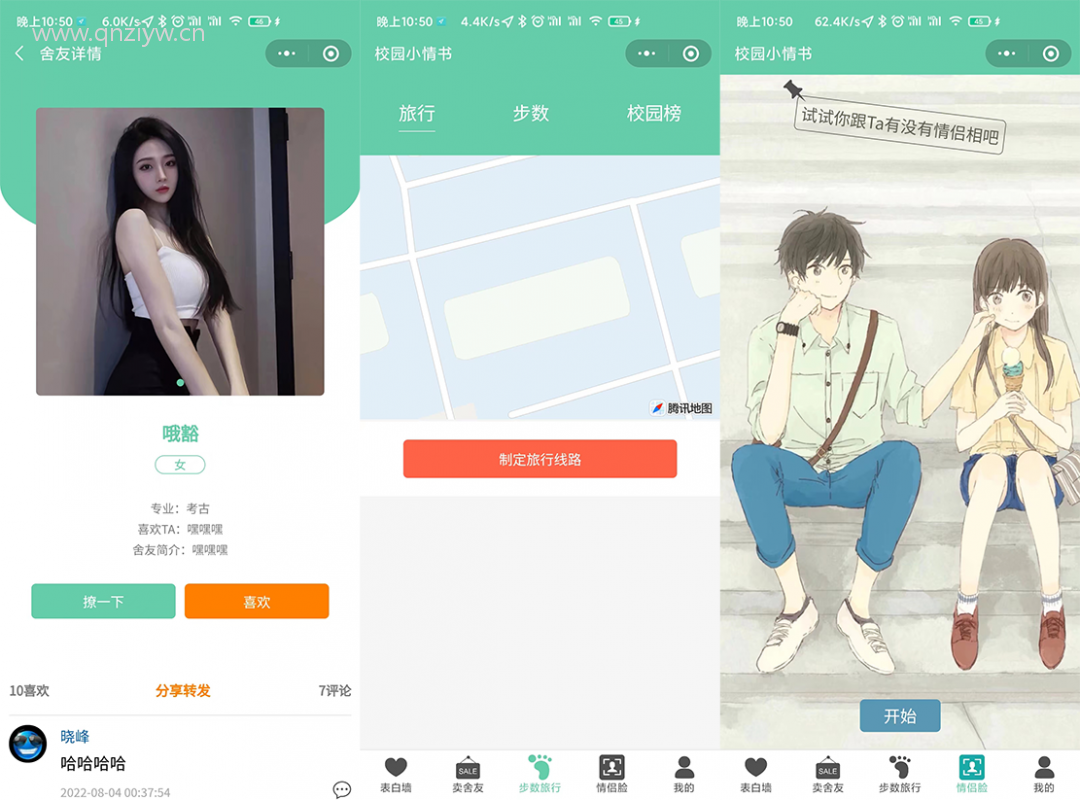 晚上10:50 6.0K/s 46
www.qnziyw.cn
舍友详情
哦豁
女
专业：考古
喜欢TA：嘿嘿嘿
舍友简介：嘿嘿嘿
撩一下 喜欢
10喜欢 分享转发 7评论
晓峰
哈哈哈哈
2022-08-04 00:37:54
晚上10:50 4.4K/s 45
校园小情书
旅行 步数 校园榜
腾讯地图
制定旅行线路
SALE
表白墙 卖舍友 步数旅行 情侣脸 我的
晚上10:50 62.4K/s 45
校园小情书
试试你跟Ta有没有情侣相吧
开始
SALE
表白墙 卖舍友 步数旅行 情侣脸 我的